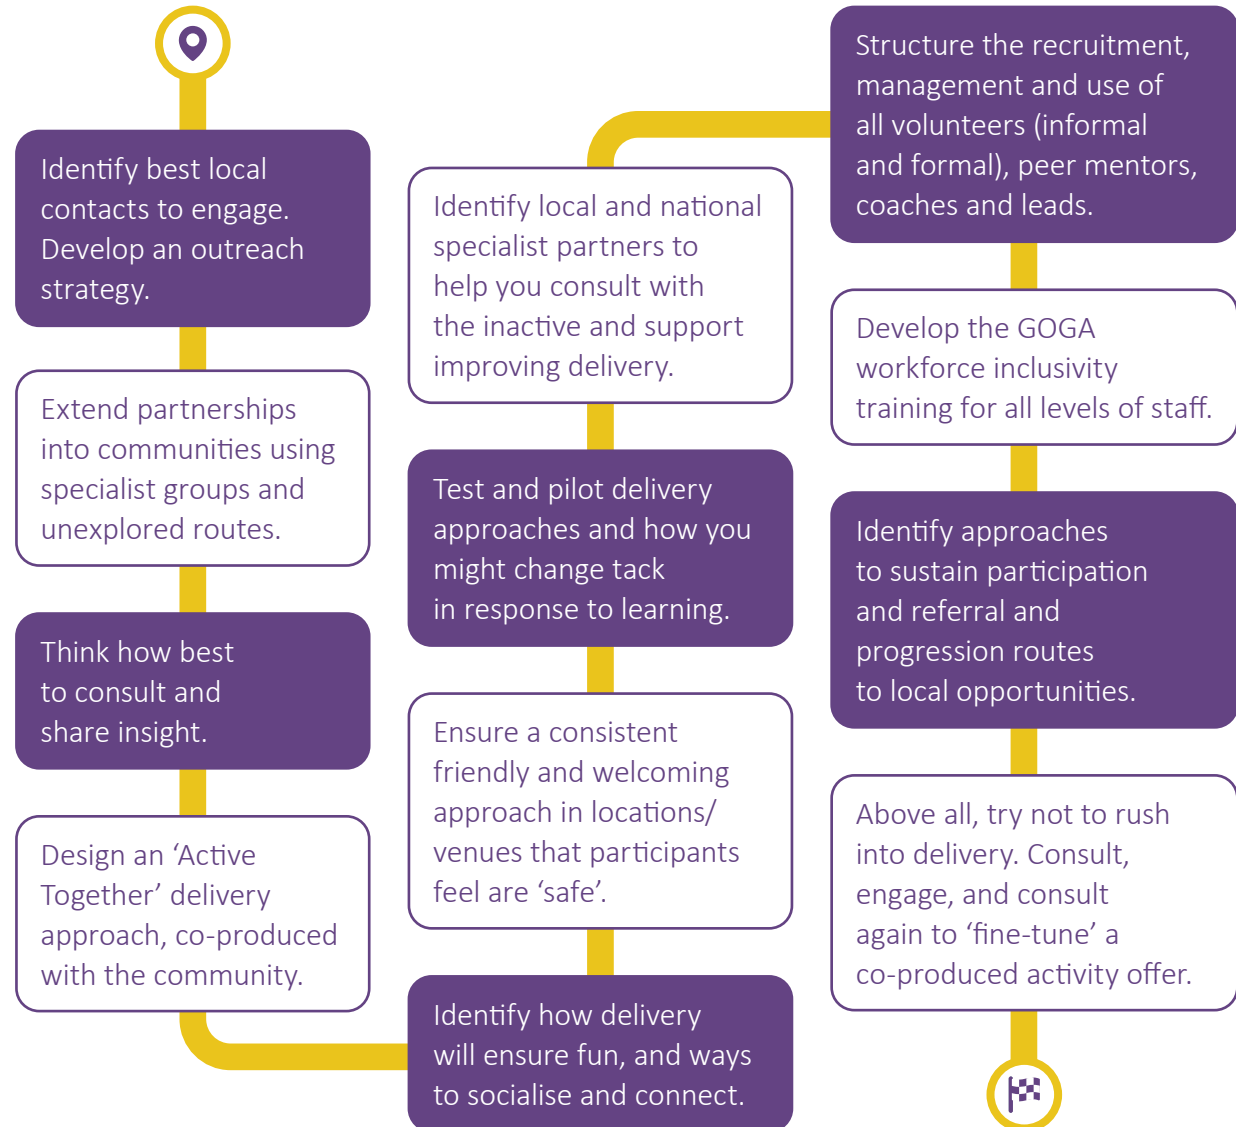 Identify best local
contacts to engage.
Develop an outreach
strategy.
Extend partnerships
into communities using
specialist groups and
unexplored routes.
Think how best
to consult and
share insight.
Design an ‘Active
Together’ delivery
approach, co-produced
with the community.
Identify how delivery
will ensure fun, and ways
to socialise and connect.
Ensure a consistent
friendly and welcoming
approach in locations/
venues that participants
feel are ‘safe’.
Test and pilot delivery
approaches and how you
might change tack
in response to learning.
Identify local and national
specialist partners to
help you consult with
the inactive and support
improving delivery.
Structure the recruitment,
management and use of
all volunteers (informal
and formal), peer mentors,
coaches and leads.
Develop the GOGA
workforce inclusivity
training for all levels of staff.
Identify approaches
to sustain participation
and referral and
progression routes
to local opportunities.
Above all, try not to rush
into delivery. Consult,
engage, and consult
again to ‘fine-tune’ a
co-produced activity offer.